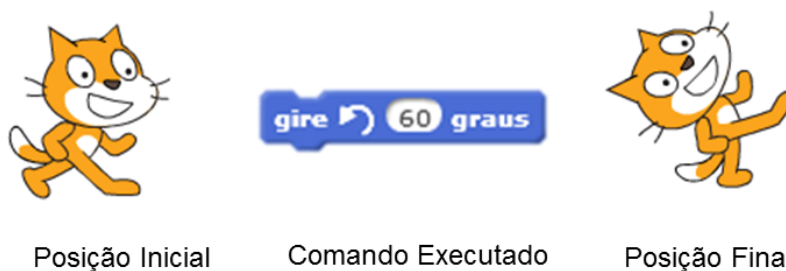 gire 60 graus
Posição Inicial
Comando Executado
Posição Fina